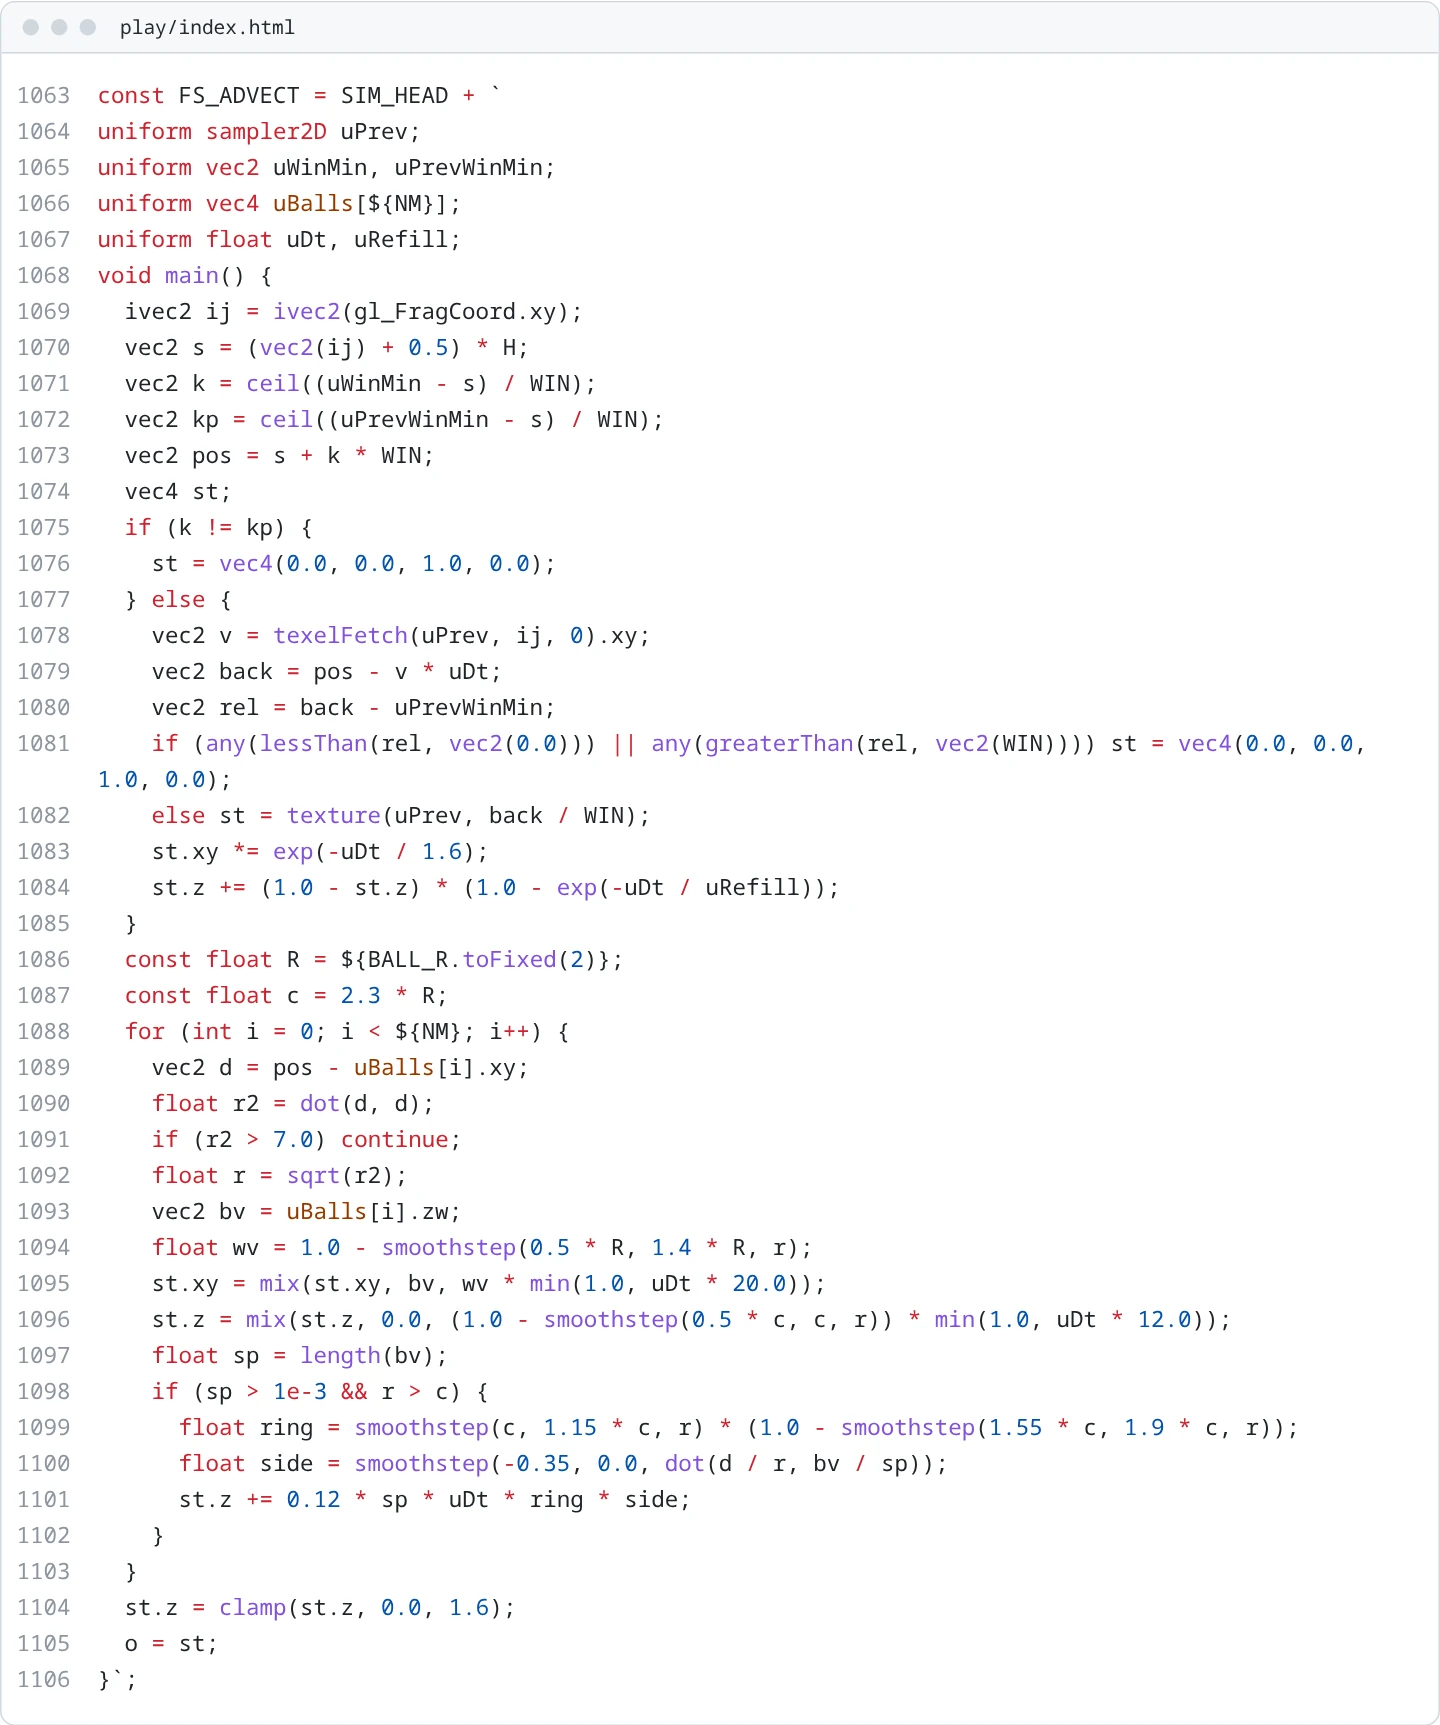 play/index.html
1063 const FS_ADVECT = SIM_HEAD + `
1064 uniform sampler2D uPrev;
1065 uniform vec2 uWinMin, uPrevWinMin;
1066 uniform vec4 uBalls[${NM}];
1067 uniform float uDt, uRefill;
1068 void main() {
1069   ivec2 ij = ivec2(gl_FragCoord.xy);
1070   vec2 s = (vec2(ij) + 0.5) * H;
1071   vec2 k = ceil((uWinMin - s) / WIN);
1072   vec2 kp = ceil((uPrevWinMin - s) / WIN);
1073   vec2 pos = s + k * WIN;
1074   vec4 st;
1075   if (k != kp) {
1076     st = vec4(0.0, 0.0, 1.0, 0.0);
1077   } else {
1078     vec2 v = texelFetch(uPrev, ij, 0).xy;
1079     vec2 back = pos - v * uDt;
1080     vec2 rel = back - uPrevWinMin;
1081     if (any(lessThan(rel, vec2(0.0))) || any(greaterThan(rel, vec2(WIN)))) st = vec4(0.0, 0.0,
1.0, 0.0);
1082     else st = texture(uPrev, back / WIN);
1083     st.xy *= exp(-uDt / 1.6);
1084     st.z += (1.0 - st.z) * (1.0 - exp(-uDt / uRefill));
1085   }
1086   const float R = ${BALL_R.toFixed(2)};
1087   const float c = 2.3 * R;
1088   for (int i = 0; i < ${NM}; i++) {
1089     vec2 d = pos - uBalls[i].xy;
1090     float r2 = dot(d, d);
1091     if (r2 > 7.0) continue;
1092     float r = sqrt(r2);
1093     vec2 bv = uBalls[i].zw;
1094     float wv = 1.0 - smoothstep(0.5 * R, 1.4 * R, r);
1095     st.xy = mix(st.xy, bv, wv * min(1.0, uDt * 20.0));
1096     st.z = mix(st.z, 0.0, (1.0 - smoothstep(0.5 * c, c, r)) * min(1.0, uDt * 12.0));
1097     float sp = length(bv);
1098     if (sp > 1e-3 && r > c) {
1099       float ring = smoothstep(c, 1.15 * c, r) * (1.0 - smoothstep(1.55 * c, 1.9 * c, r));
1100       float side = smoothstep(-0.35, 0.0, dot(d / r, bv / sp));
1101       st.z += 0.12 * sp * uDt * ring * side;
1102     }
1103   }
1104   st.z = clamp(st.z, 0.0, 1.6);
1105   o = st;
1106 }`;